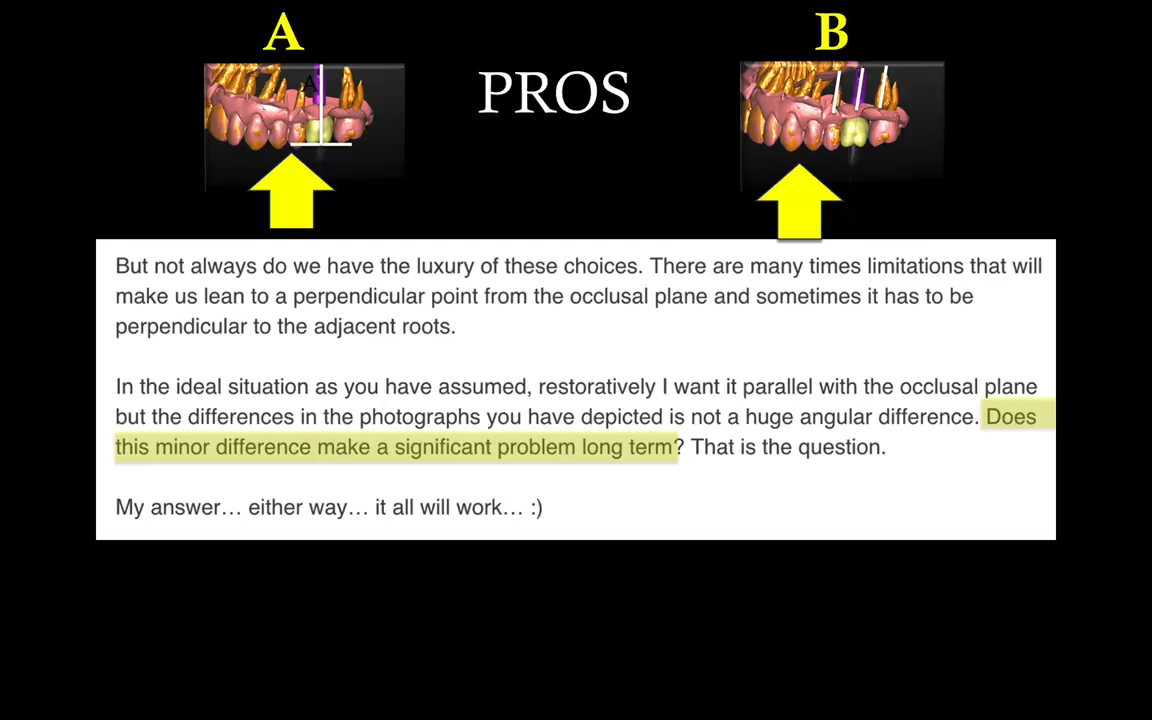 A
B
PROS
A
But not always do we have the luxury of these choices. There are many times limitations that will
make us lean to a perpendicular point from the occlusal plane and sometimes it has to be
perpendicular to the adjacent roots.
In the ideal situation as you have assumed, restoratively I want it parallel with the occlusal plane
but the differences in the photographs you have depicted is not a huge angular difference. Does
this minor difference make a significant problem long term? That is the question.
My answer… either way… it all will work… :)